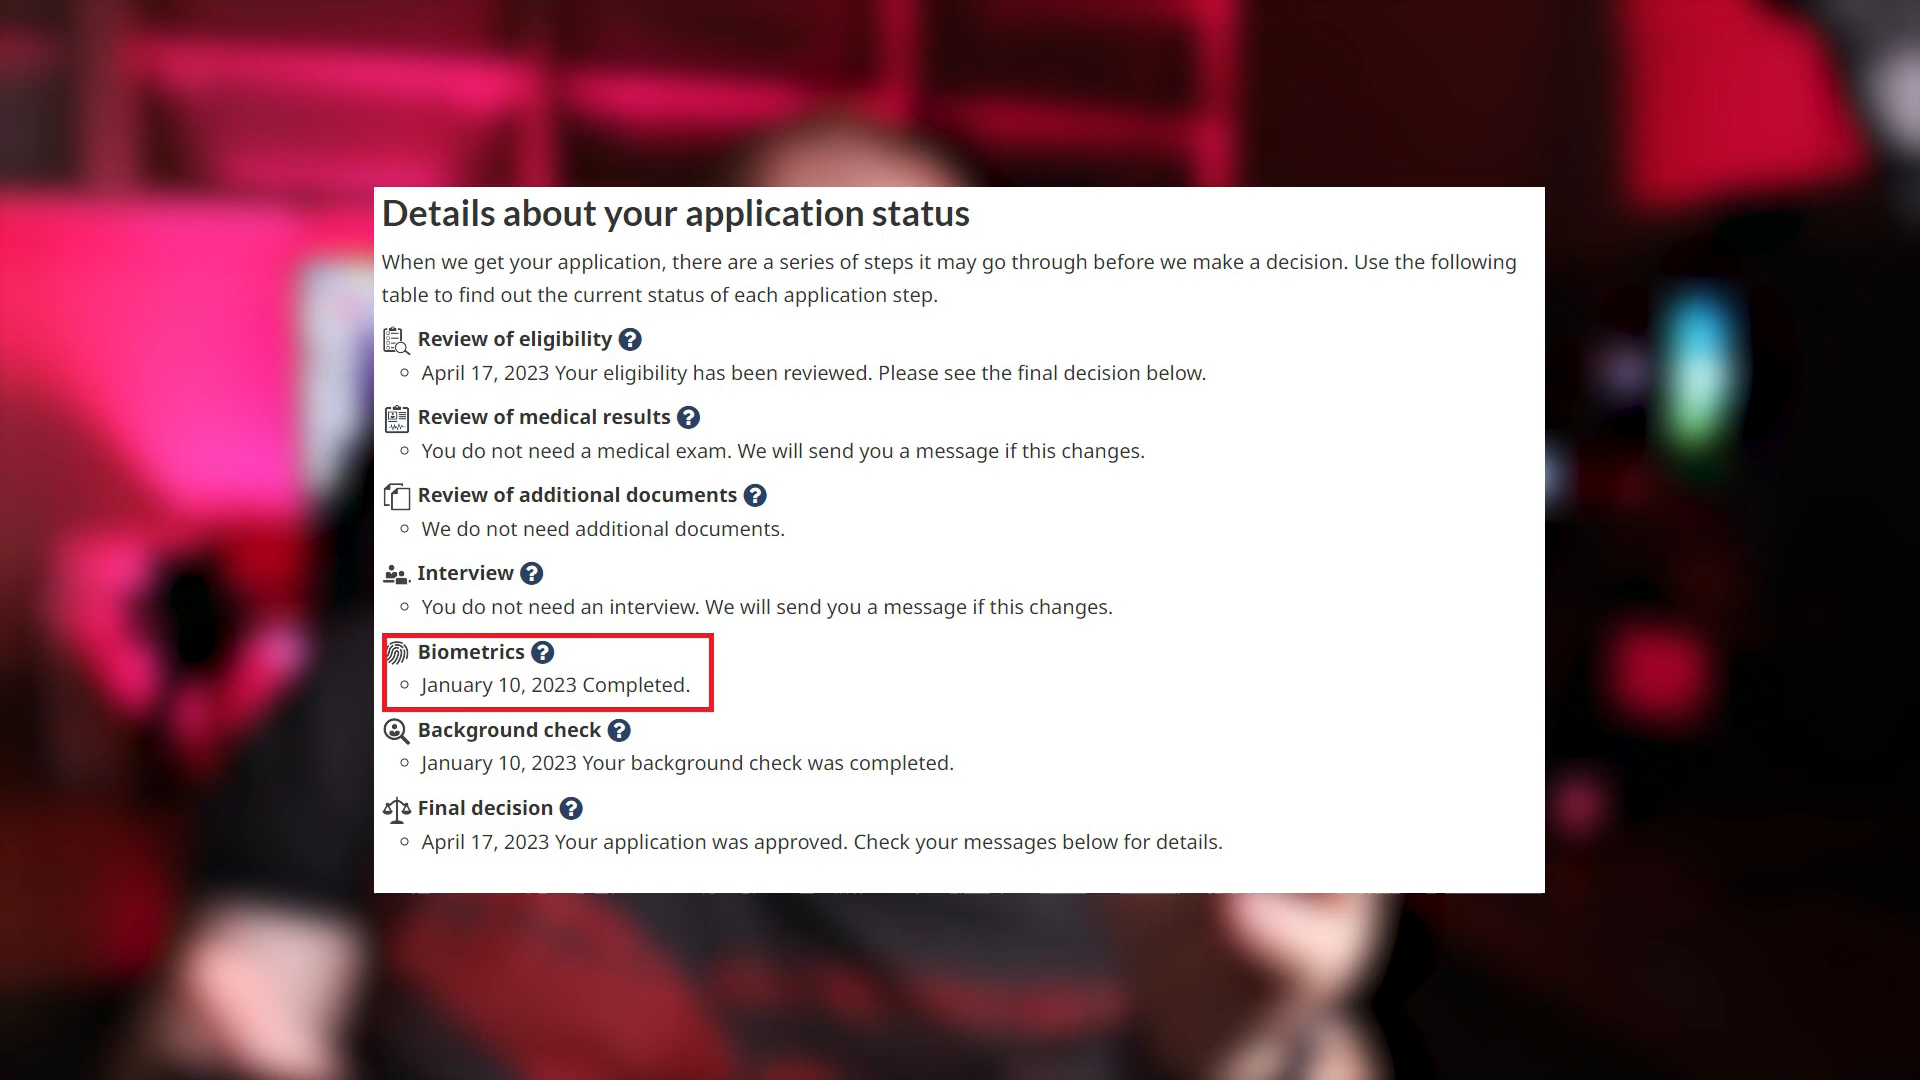 Details about your application status
When we get your application, there are a series of steps it may go through before we make a decision. Use the following
table to find out the current status of each application step.
Review of eligibility ?
April 17, 2023 Your eligibility has been reviewed. Please see the final decision below.
Review of medical results ?
You do not need a medical exam. We will send you a message if this changes.
Review of additional documents ?
We do not need additional documents.
Interview ?
You do not need an interview. We will send you a message if this changes.
Biometrics ?
January 10, 2023 Completed.
Background check ?
January 10, 2023 Your background check was completed.
Final decision ?
April 17, 2023 Your application was approved. Check your messages below for details.